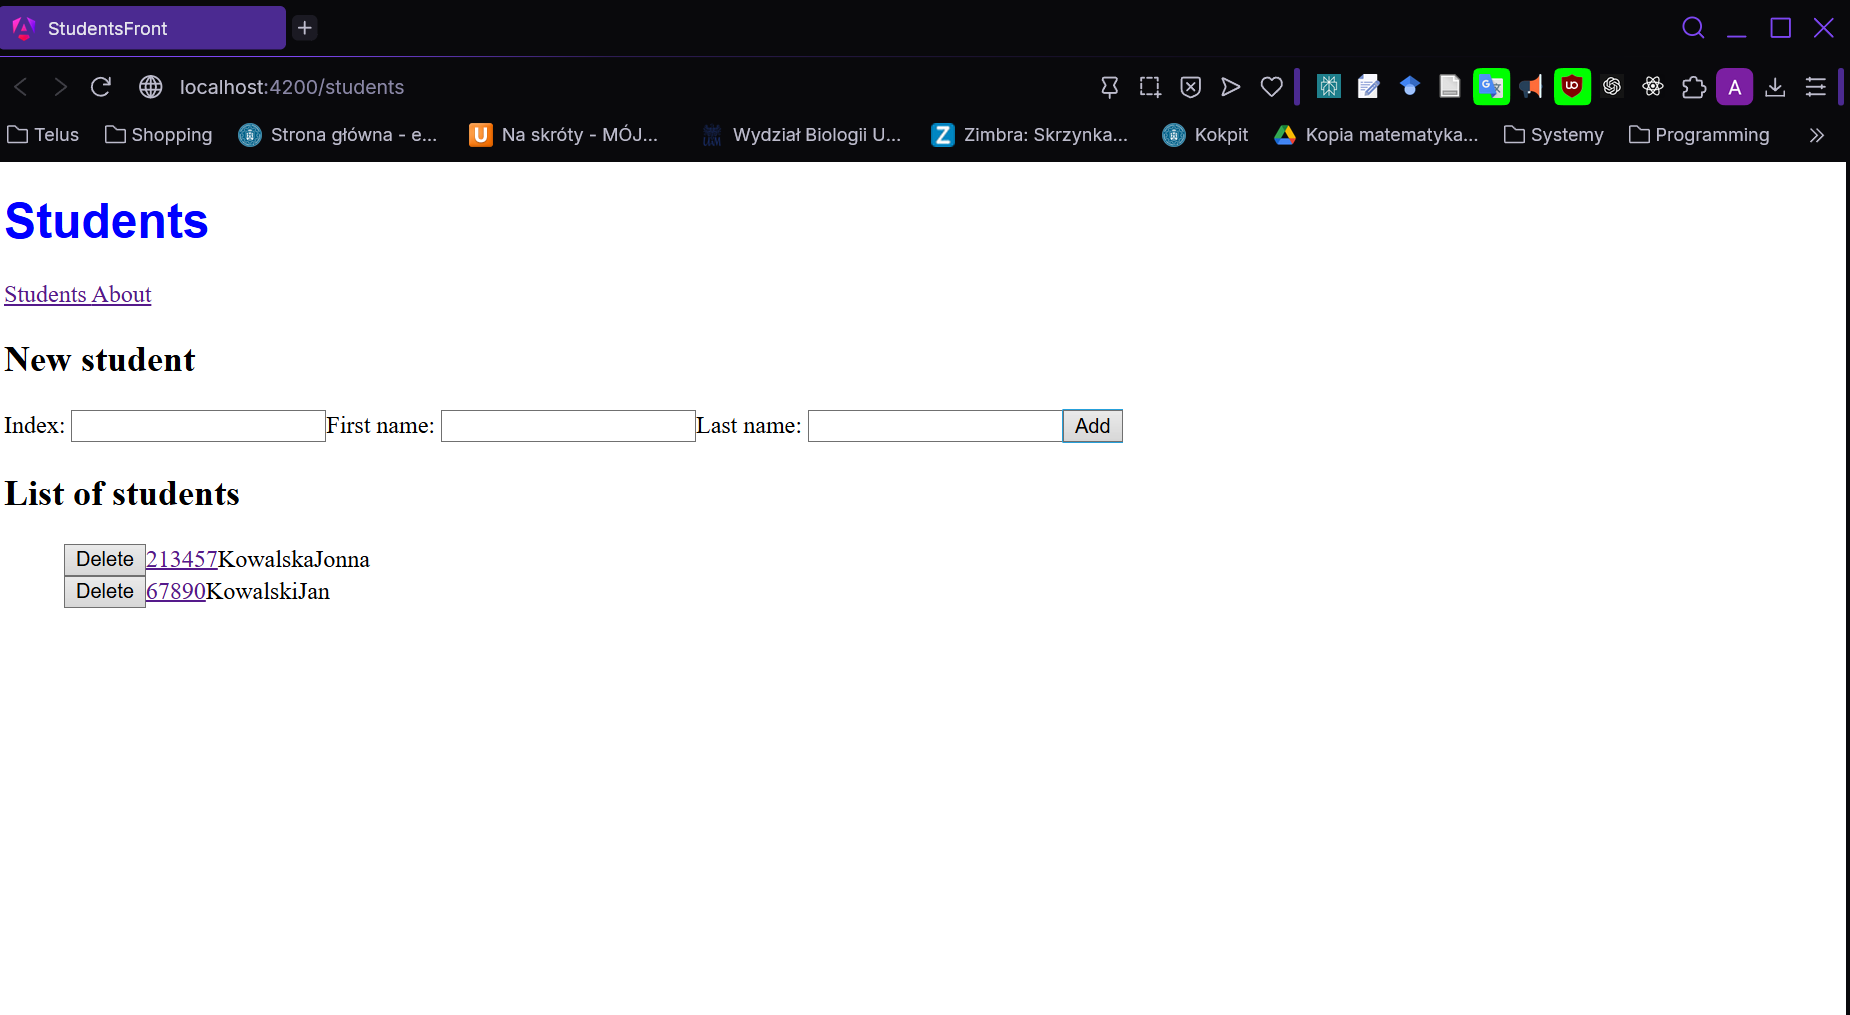 StudentsFront
localhost:4200/students
A
Telus Shopping Strona główna - e... U Na skróty - MÓJ... Wydział Biologii U... Z Zimbra: Skrzynka... Kokpit Kopia matematyka... Systemy Programming
Students
Students About
New student
Index: First name: Last name: Add
List of students
Delete 213457KowalskaJonna
Delete 67890KowalskiJan